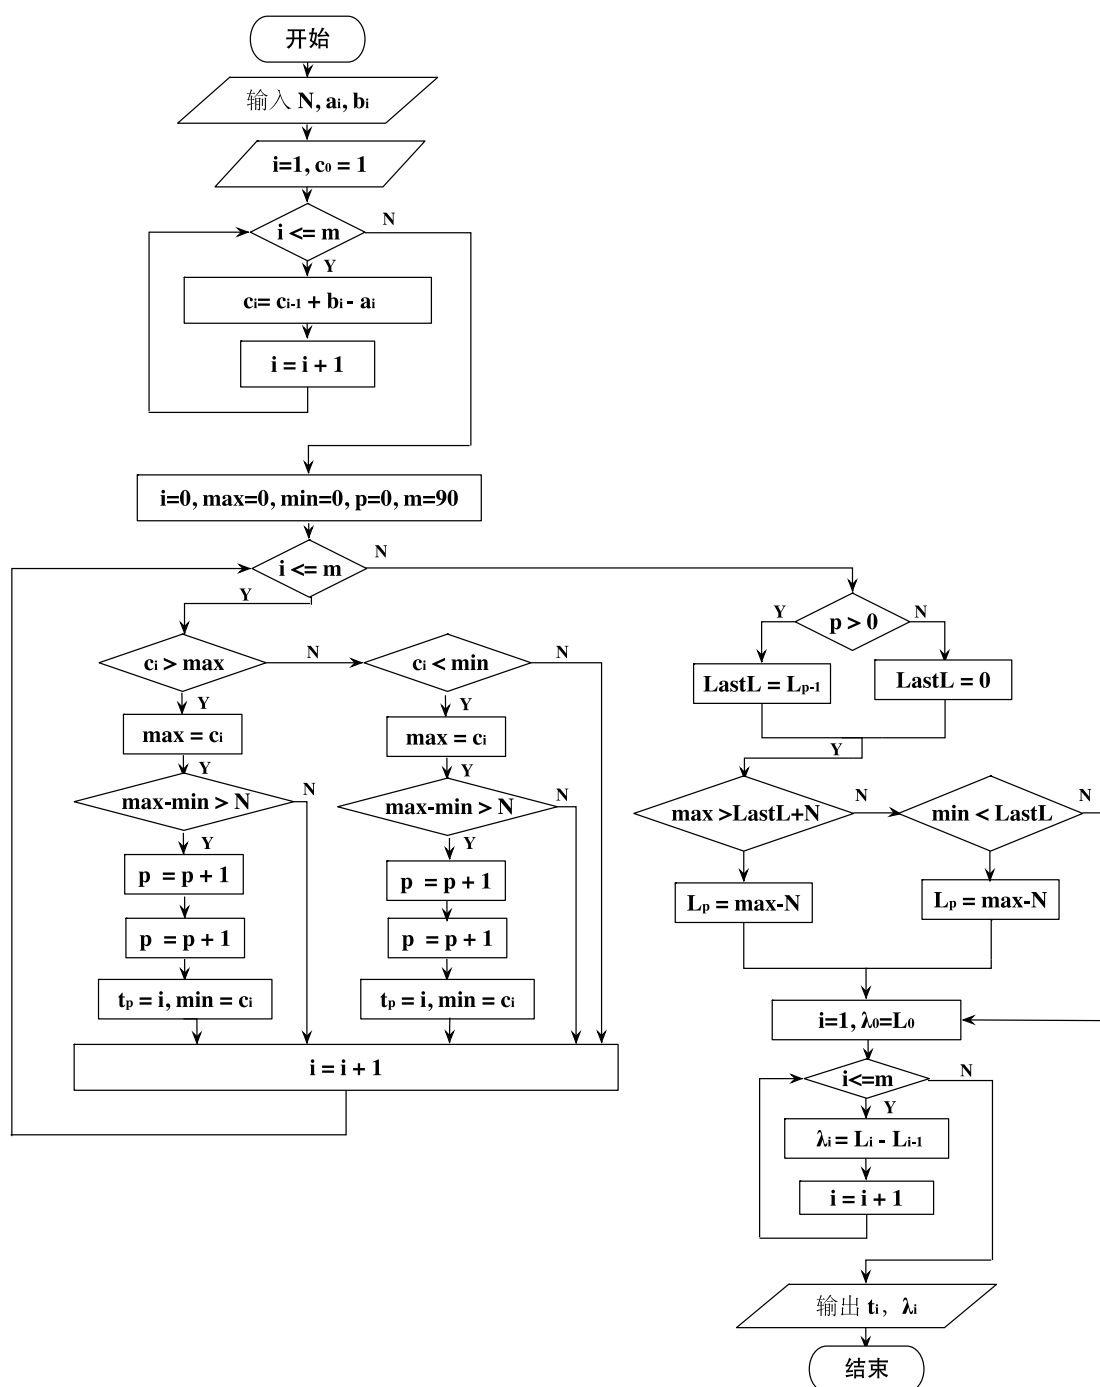 开始
输入 N, aᵢ, bᵢ
i=1, c₀ = 1
i <= m
N
Y
cᵢ= cᵢ₋₁ + bᵢ - aᵢ
i = i + 1
i=0, max=0, min=0, p=0, m=90
i <= m
N
Y
cᵢ > max
N
cᵢ < min
N
Y
Y
max = cᵢ
max = cᵢ
Y
Y
max-min > N
N
max-min > N
N
Y
Y
p = p + 1
p = p + 1
p = p + 1
p = p + 1
tₚ = i, min = cᵢ
tₚ = i, min = cᵢ
i = i + 1
p > 0
Y
N
LastL = Lₚ₋₁
LastL = 0
Y
max >LastL+N
N
min < LastL
N
Lₚ = max-N
Lₚ = max-N
i=1, λ₀=L₀
i<=m
N
Y
λᵢ = Lᵢ - Lᵢ₋₁
i = i + 1
输出 tᵢ, λᵢ
结束